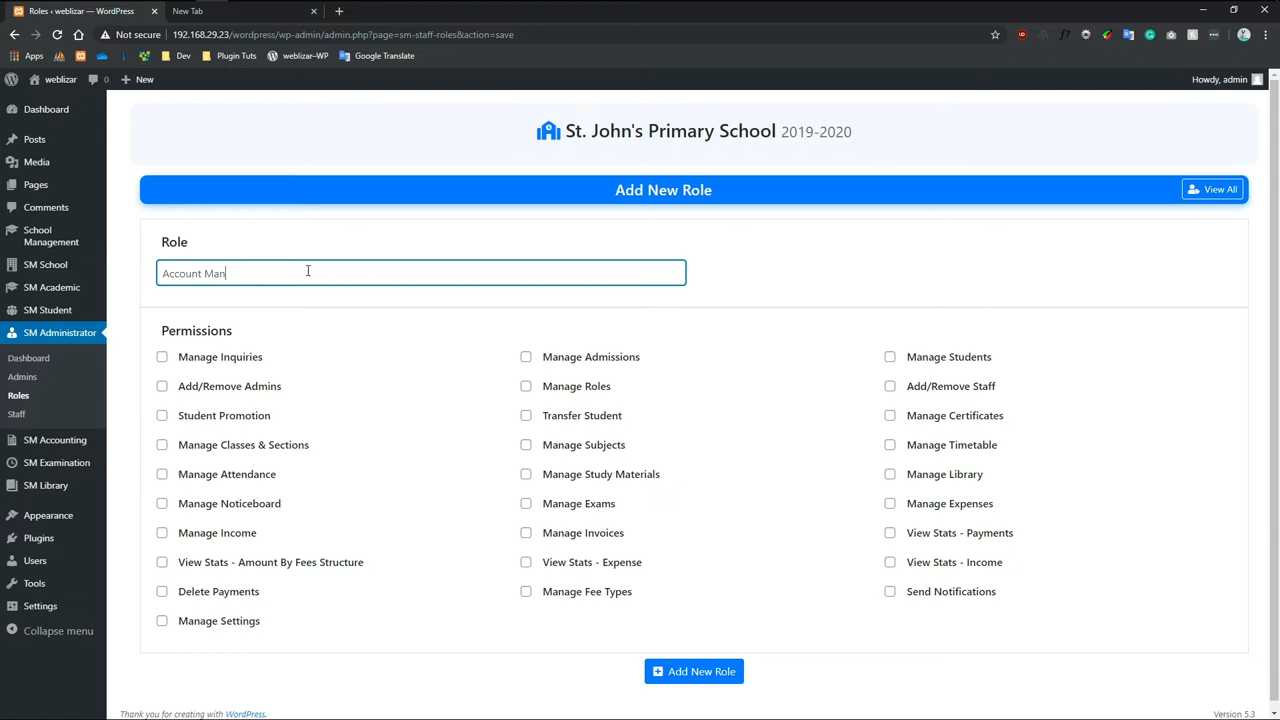 Roles ‹ weblizar — WordPress
New Tab
Not secure
192.168.29.23/wordpress/wp-admin/admin.php?page=sm-staff-roles&action=save
Apps
Dev
Plugin Tuts
weblizar-WP
Google Translate
weblizar
0
New
Howdy, admin
Dashboard
Posts
Media
Pages
Comments
School
Management
SM School
SM Academic
SM Student
SM Administrator
Dashboard
Admins
Roles
Staff
SM Accounting
SM Examination
SM Library
Appearance
Plugins
Users
Tools
Settings
Collapse menu
St. John's Primary School 2019-2020
Add New Role
View All
Role
Account Man
Permissions
Manage Inquiries
Manage Admissions
Manage Students
Add/Remove Admins
Manage Roles
Add/Remove Staff
Student Promotion
Transfer Student
Manage Certificates
Manage Classes & Sections
Manage Subjects
Manage Timetable
Manage Attendance
Manage Study Materials
Manage Library
Manage Noticeboard
Manage Exams
Manage Expenses
Manage Income
Manage Invoices
View Stats - Payments
View Stats - Amount By Fees Structure
View Stats - Expense
View Stats - Income
Delete Payments
Manage Fee Types
Send Notifications
Manage Settings
Add New Role
Thank you for creating with WordPress.
Version 5.3